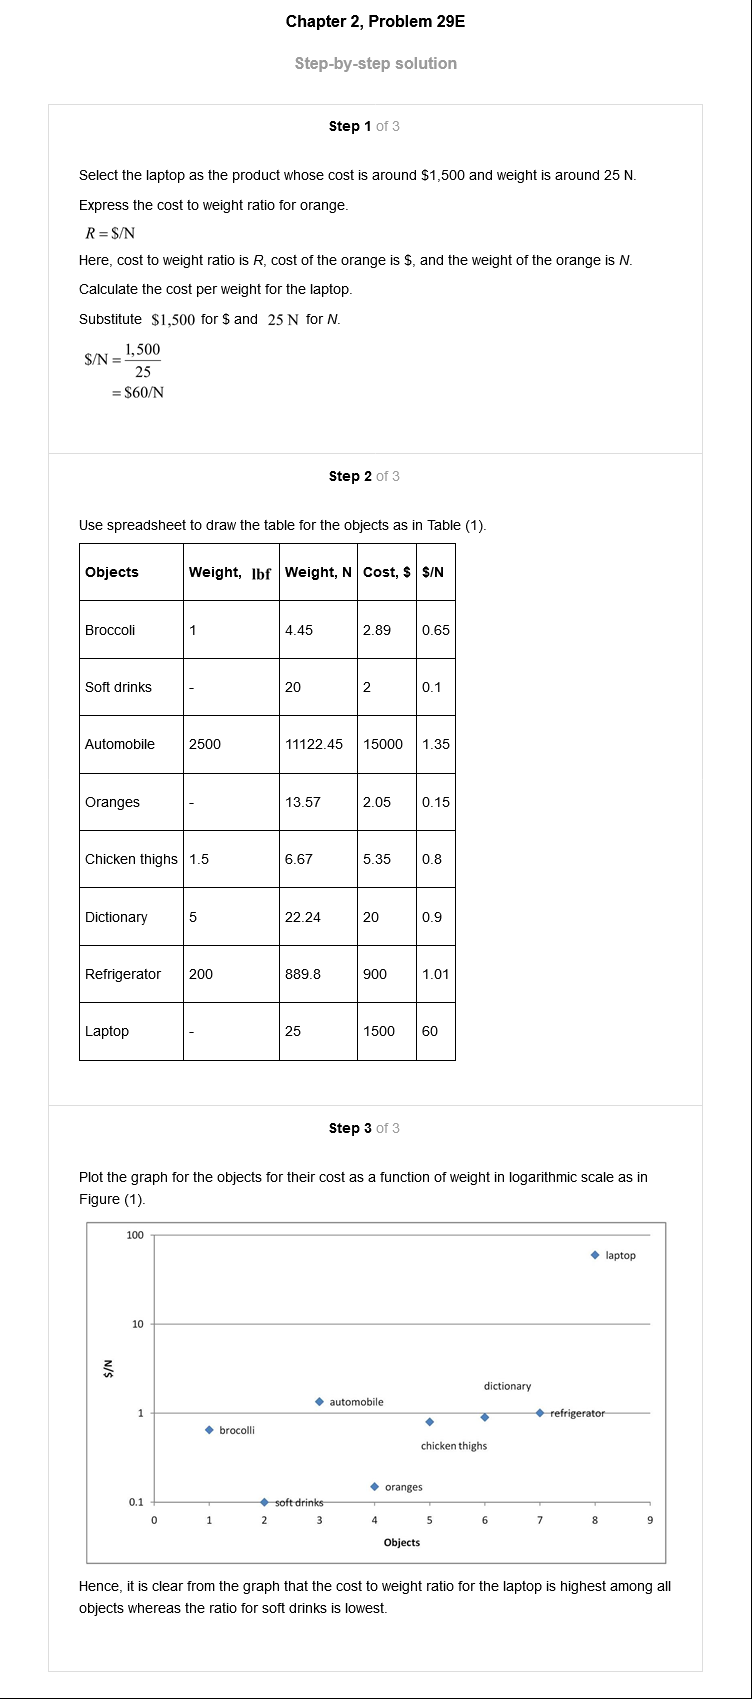 Chapter 2, Problem 29E
Step-by-step solution
Step 1 of 3
Select the laptop as the product whose cost is around $1,500 and weight is around 25 N.
Express the cost to weight ratio for orange.
R = $/N
Here, cost to weight ratio is R, cost of the orange is $, and the weight of the orange is N.
Calculate the cost per weight for the laptop.
Substitute $1,500 for $ and 25 N for N.
$/N = 1,500
25
= $60/N
Step 2 of 3
Use spreadsheet to draw the table for the objects as in Table (1).
Objects Weight, lbf Weight, N Cost, $ $/N
Broccoli 1 4.45 2.89 0.65
Soft drinks - 20 2 0.1
Automobile 2500 11122.45 15000 1.35
Oranges - 13.57 2.05 0.15
Chicken thighs 1.5 6.67 5.35 0.8
Dictionary 5 22.24 20 0.9
Refrigerator 200 889.8 900 1.01
Laptop - 25 1500 60
Step 3 of 3
Plot the graph for the objects for their cost as a function of weight in logarithmic scale as in
Figure (1).
100
laptop
10
$/N
dictionary
automobile
1
refrigerator
brocolli
chicken thighs
oranges
0.1
soft drinks
0 1 2 3 4 5 6 7 8 9
Objects
Hence, it is clear from the graph that the cost to weight ratio for the laptop is highest among all
objects whereas the ratio for soft drinks is lowest.